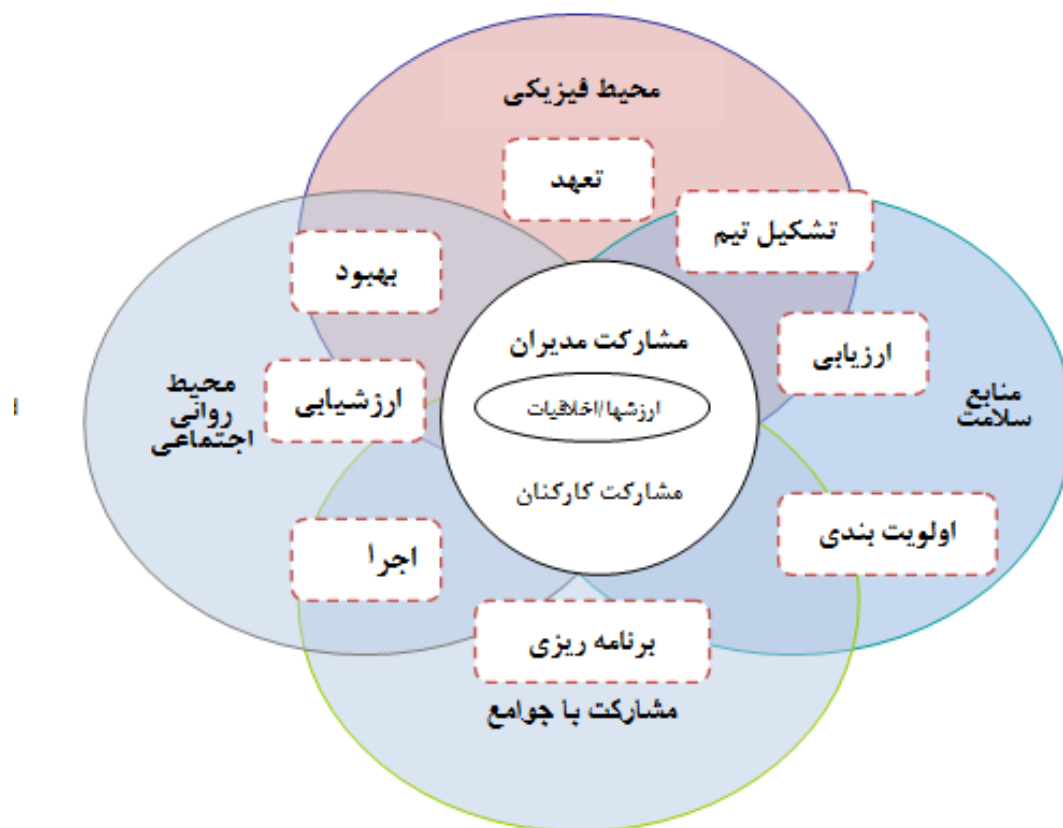 محیط فیزیکی
تعهد
تشکیل تیم
بهبود
ارزیابی
مشارکت مدیران
ارزشها/اخلاقیات
مشارکت کارکنان
ارزشیابی
محیط
روانی
اجتماعی
منابع
سلامت
اولویت بندی
اجرا
برنامه ریزی
مشارکت با جوامع